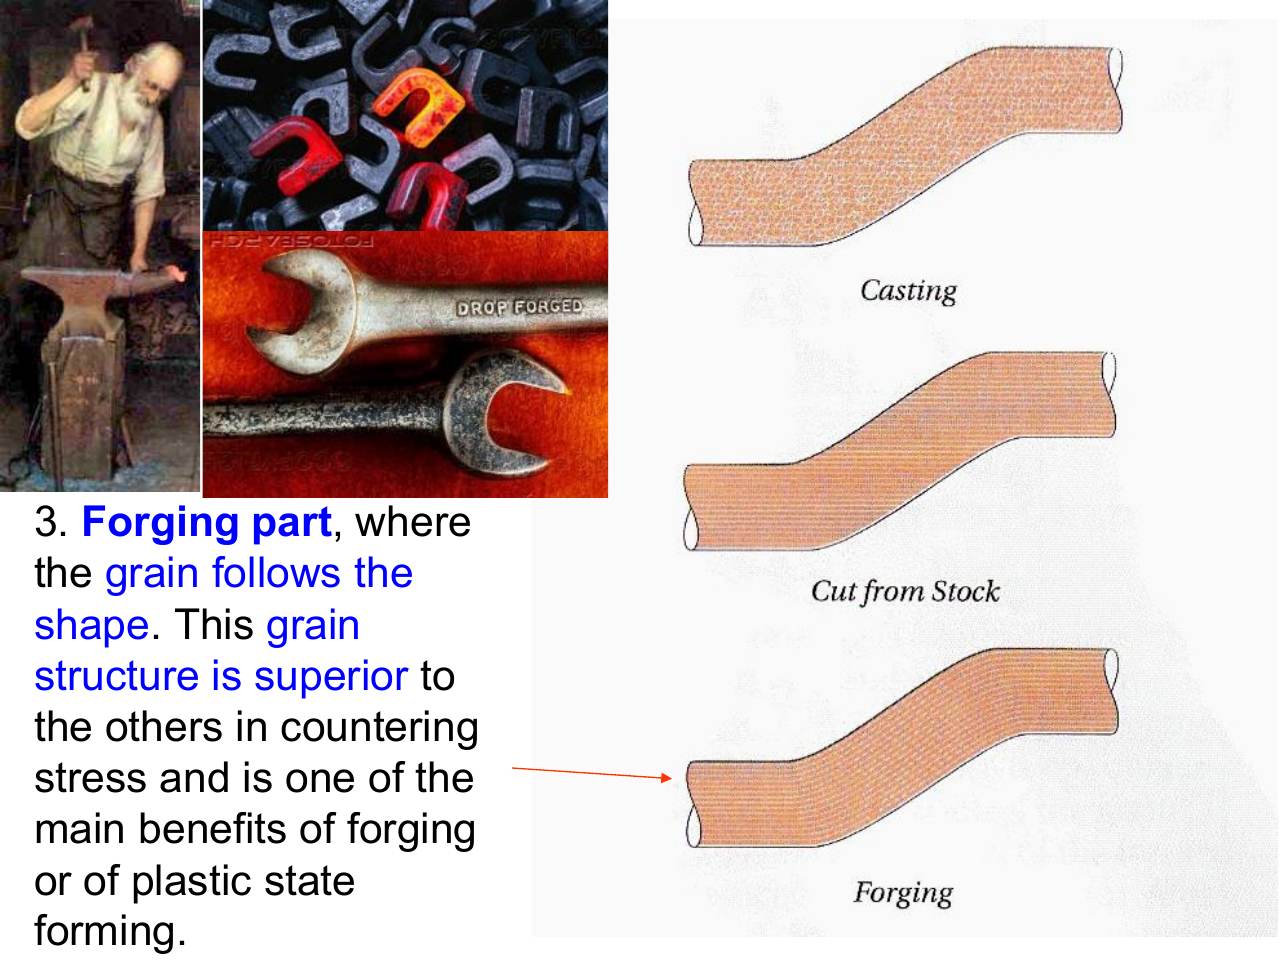 DROP FORGED
3. Forging part, where
the grain follows the
shape. This grain
structure is superior to
the others in countering
stress and is one of the
main benefits of forging
or of plastic state
forming.
Casting
Cut from Stock
Forging